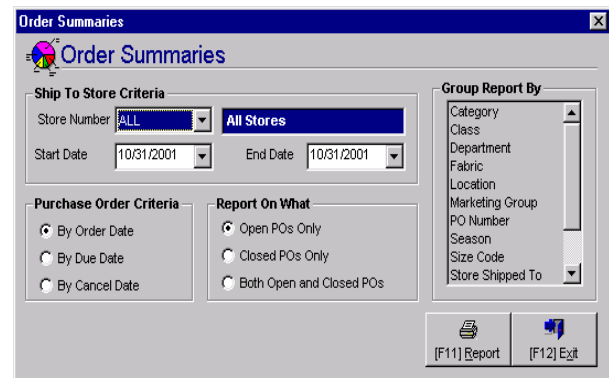 Order Summaries
Order Summaries
Ship To Store Criteria
Store Number ALL All Stores
Start Date 10/31/2001 End Date 10/31/2001
Purchase Order Criteria
By Order Date
By Due Date
By Cancel Date
Report On What
Open POs Only
Closed POs Only
Both Open and Closed POs
Group Report By
Category
Class
Department
Fabric
Location
Marketing Group
PO Number
Season
Size Code
Store Shipped To
[F11] Report [F12] Exit